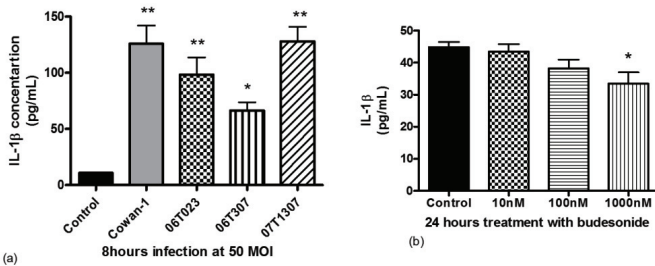 IL-1β concentartion
(pg/mL)
150
100
50
0
**
**
*
**
Control
Cowan-1
06T023
06T307
07T1307
8hours infection at 50 MOI
(a)
IL-1β
(pg/mL)
50
40
30
20
10
0
*
Control
10nM
100nM
1000nM
24 hours treatment with budesonide
(b)